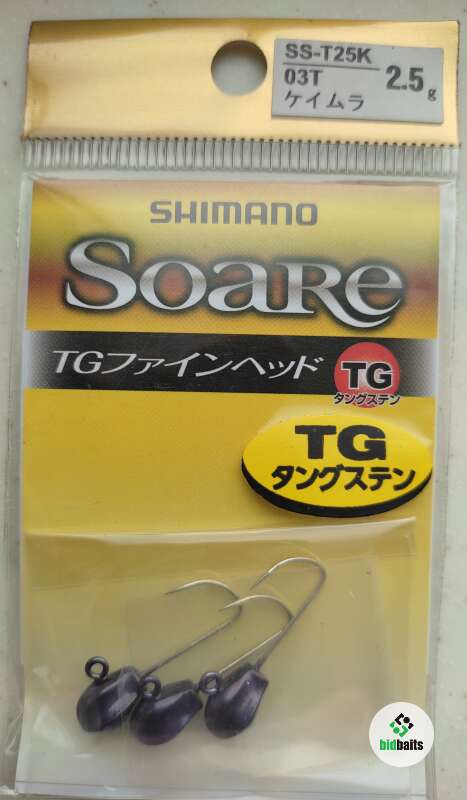 SS-T25K
03T
ケイムラ
2.5g
SHIMANO
SoaRe
TGファインヘッド
TG
タングステン
TG
タングステン
bidbaits